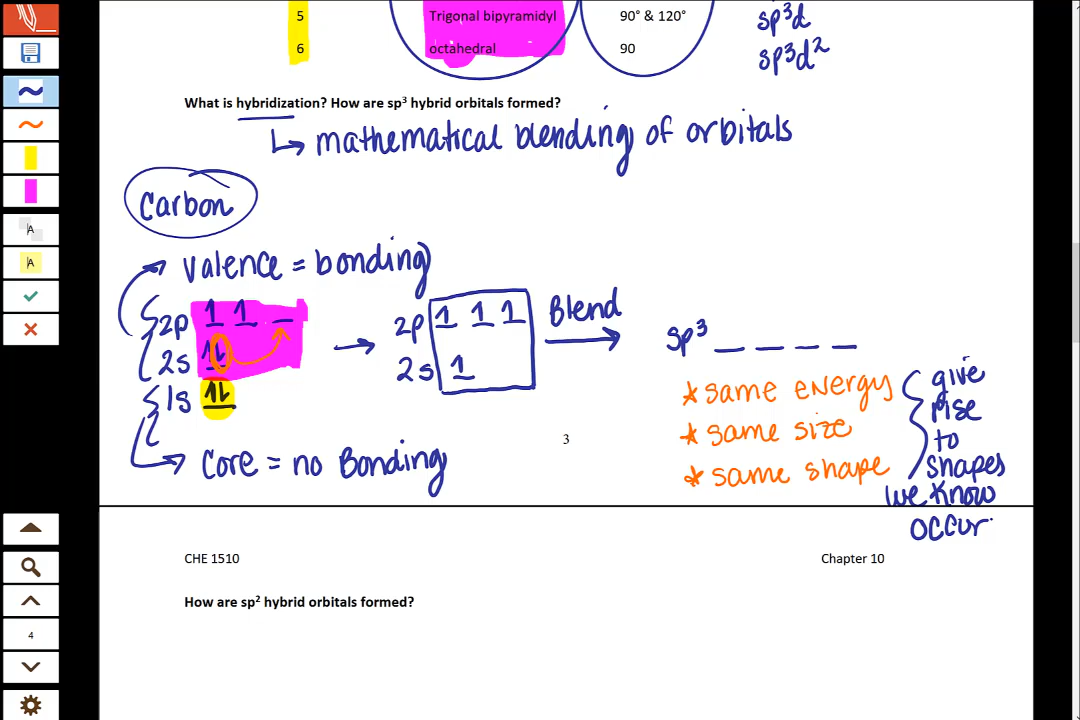 5 Trigonal bipyramidyl 90° & 120° sp³d
6 octahedral 90 sp³d²
What is hybridization? How are sp³ hybrid orbitals formed?
mathematical blending of orbitals
Carbon
valence = bonding
2p 1 1 _
2s 1↓
1s 1↓
2p 1 1 1
2s 1
Blend
sp³ _ _ _ _
* same energy
* same size
* same shape
give
rise
to
shapes
we know
occur
core = no Bonding
3
CHE 1510 Chapter 10
How are sp² hybrid orbitals formed?
A
A
4